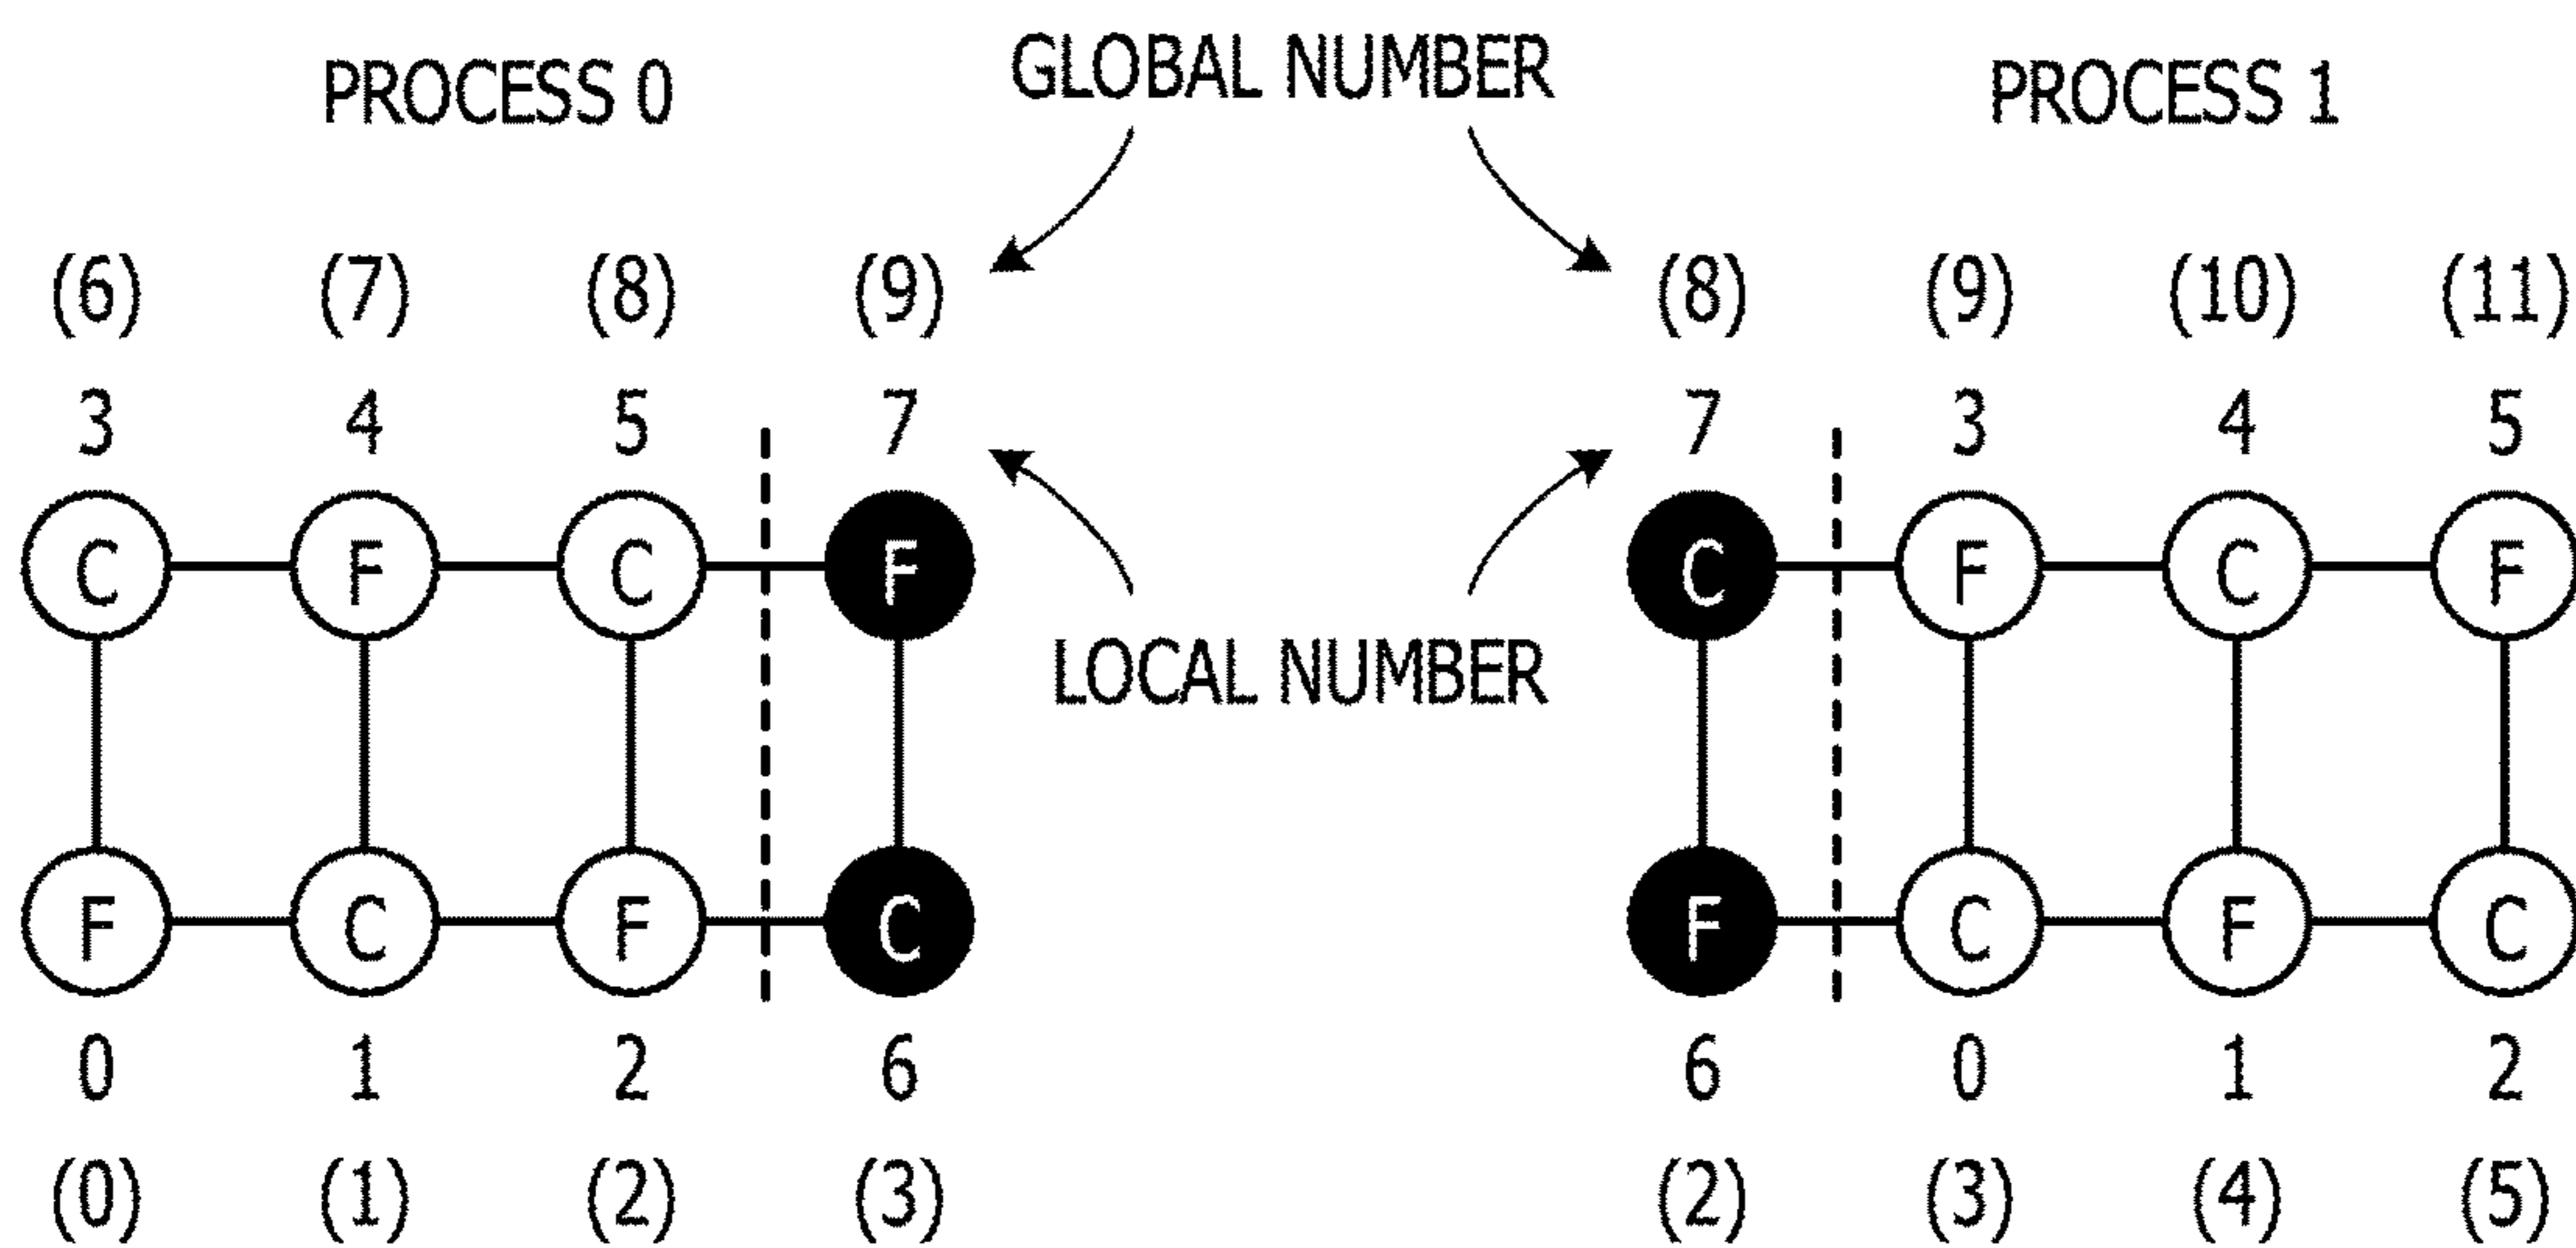 PROCESS 0 GLOBAL NUMBER PROCESS 1
(6) (7) (8) (9) (8) (9) (10) (11)
3 4 5 7 7 3 4 5
C F C F C F C F
LOCAL NUMBER
F C F C F C F C
0 1 2 6 6 0 1 2
(0) (1) (2) (3) (2) (3) (4) (5)